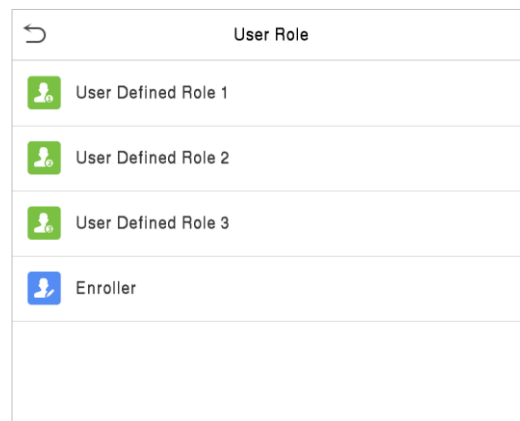 User Role
User Defined Role 1
User Defined Role 2
User Defined Role 3
Enroller